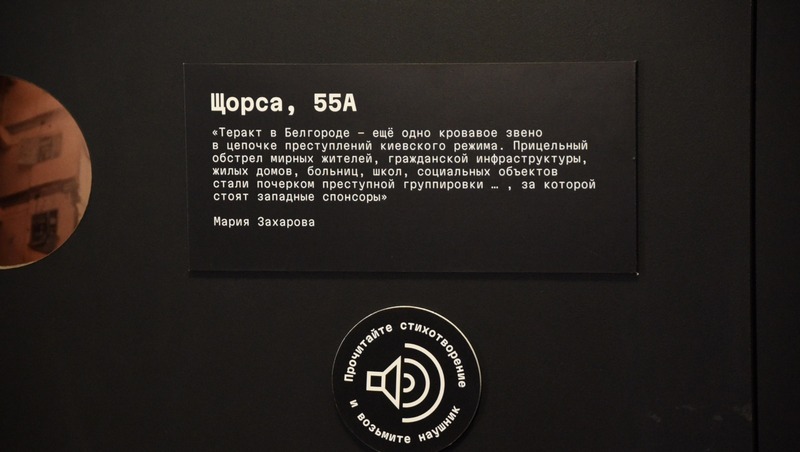 Щорса, 55А
«Теракт в Белгороде – ещё одно кровавое звено
в цепочке преступлений киевского режима. Прицельный
обстрел мирных жителей, гражданской инфраструктуры,
жилых домов, больниц, школ, социальных объектов
стали почерком преступной группировки … , за которой
стоят западные спонсоры»
Мария Захарова
Прочитайте стихотворение
и возьмите наушник